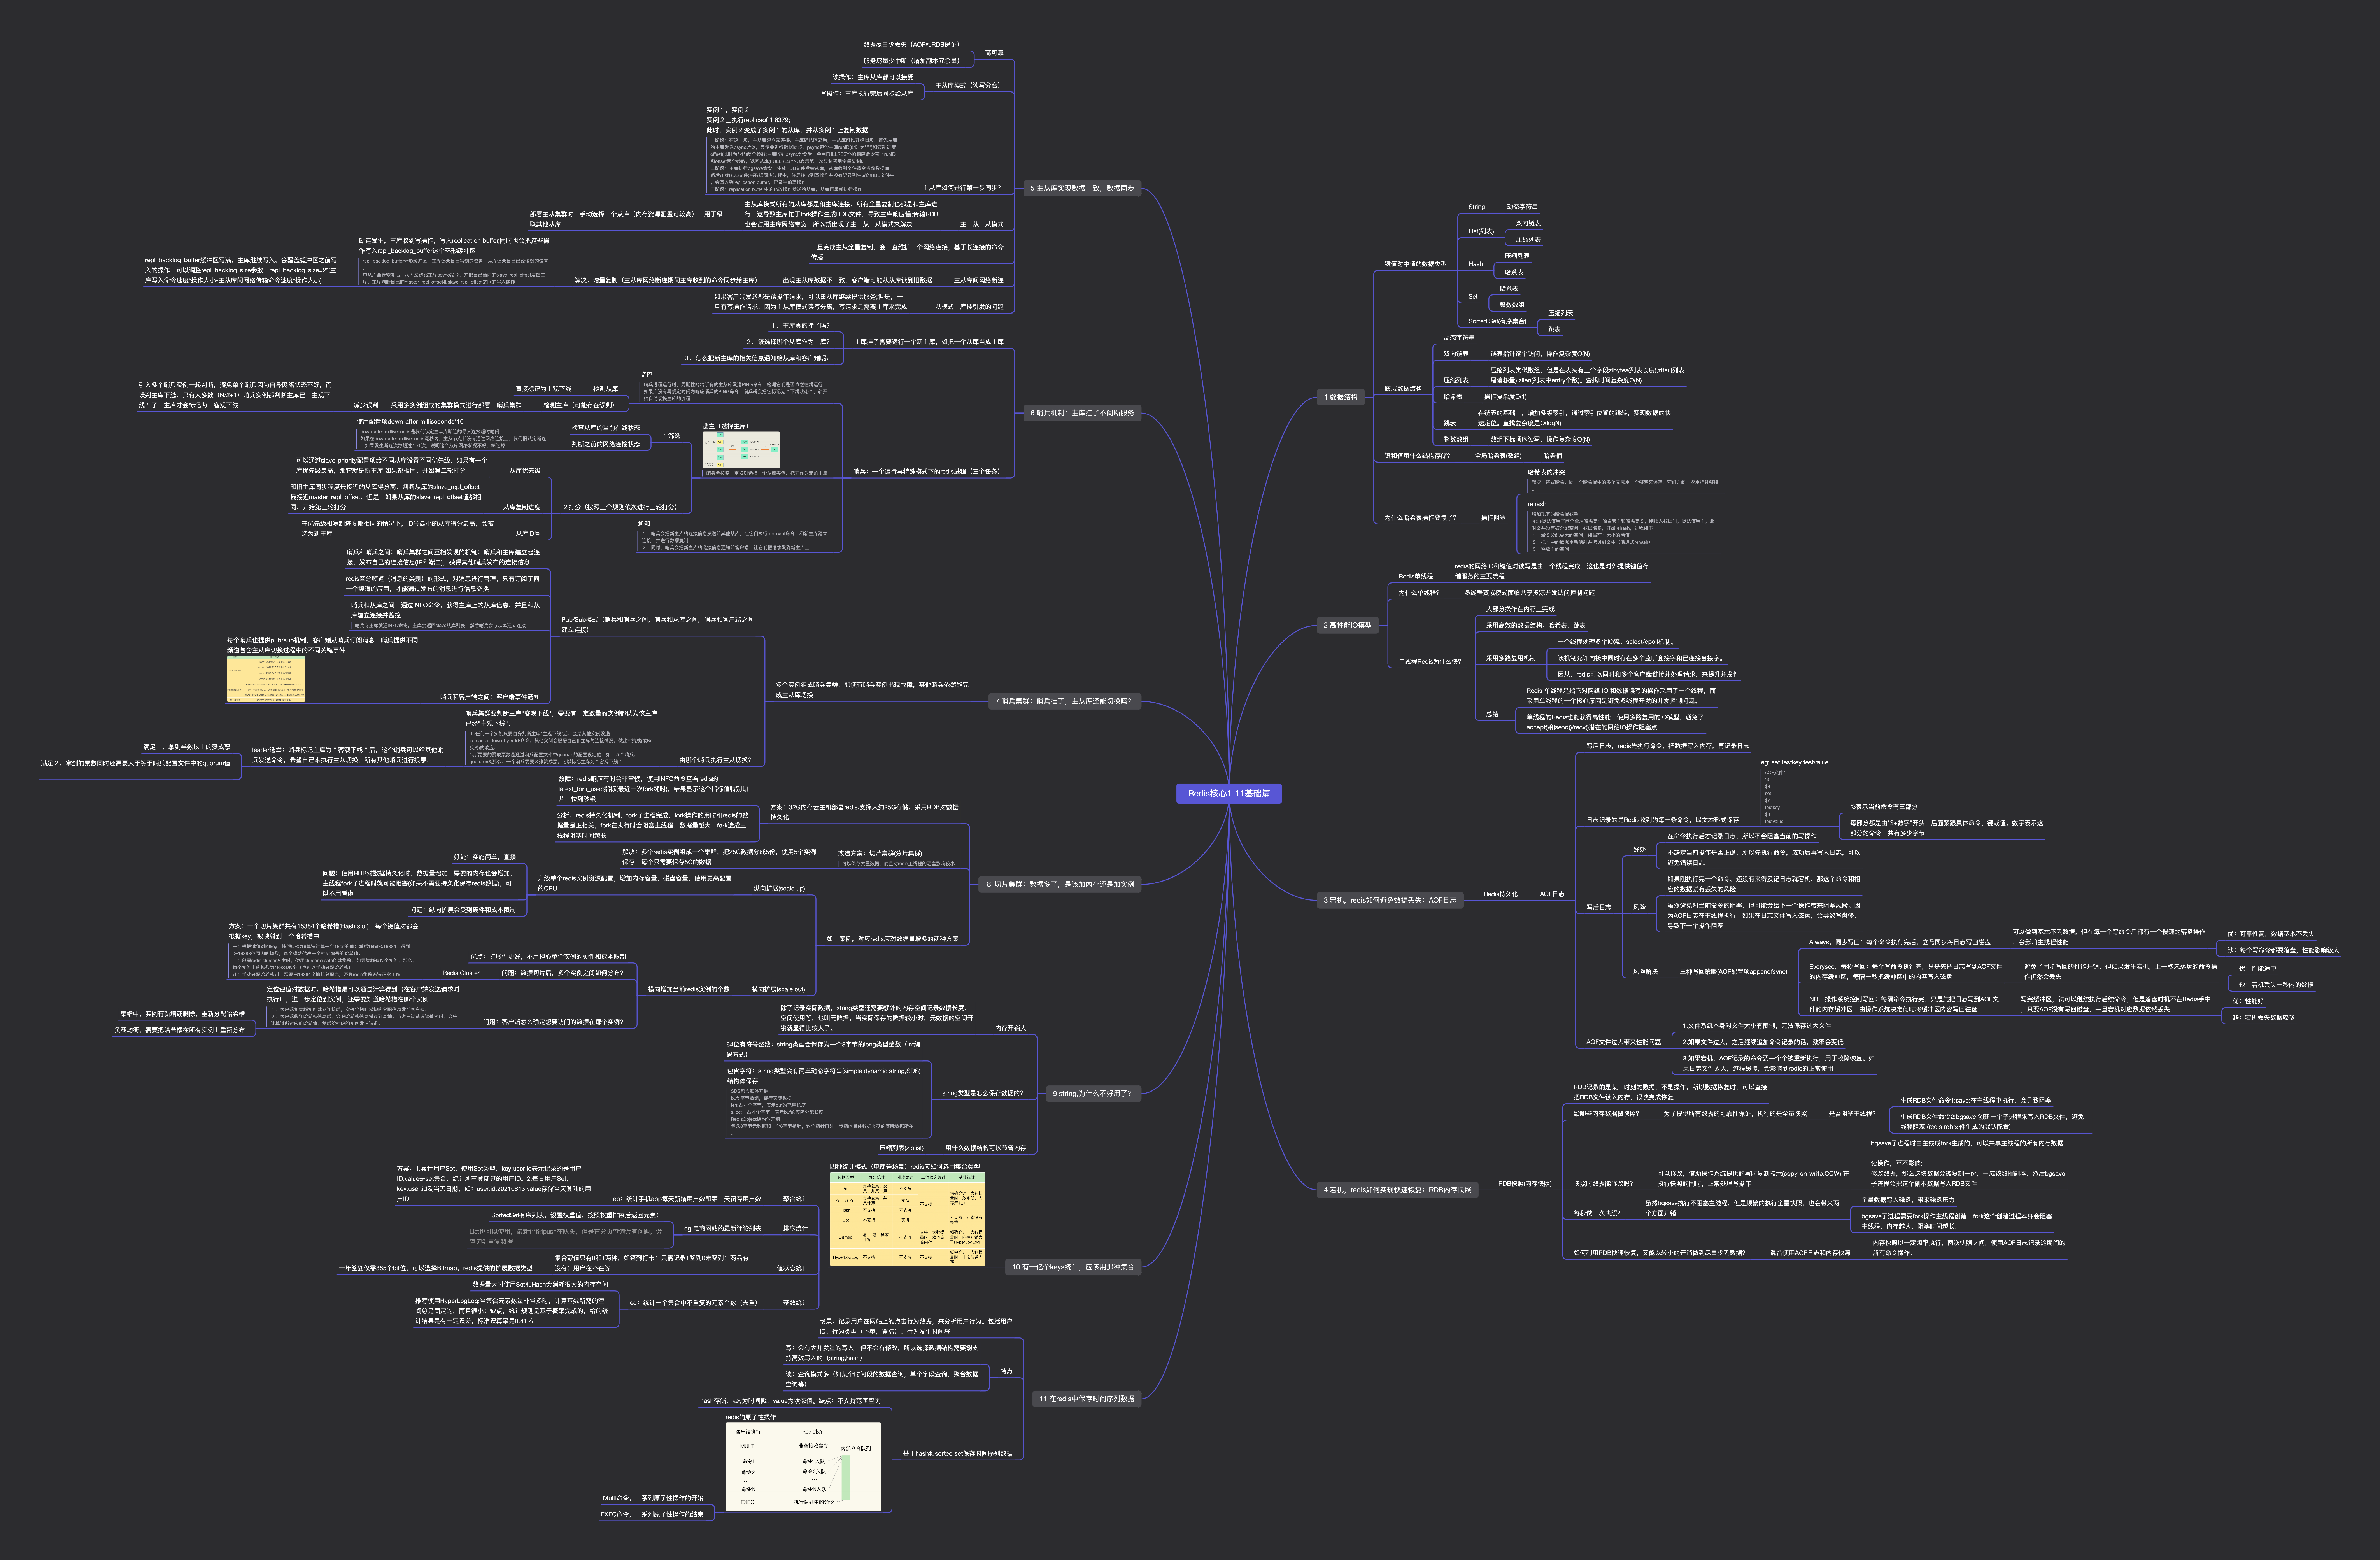 Redis核心1-11基础篇
1 数据结构
键值对中值的数据类型
String
动态字符串
List(列表)
双向链表
压缩列表
Hash
压缩列表
哈系表
Set
哈系表
整数数组
Sorted Set(有序集合)
压缩列表
跳表
底层数据结构
动态字符串
双向链表
链表指针逐个访问，操作复杂度O(N)
压缩列表
压缩列表类似数组，但是在表头有三个字段zlbytes(列表长度),zltail(列表
尾偏移量),zllen(列表中entry个数)。查找时间复杂度O(N)
哈希表
操作复杂度O(1)
跳表
在链表的基础上，增加多级索引，通过索引位置的跳转，实现数据的快
速定位。查找复杂度是O(logN)
整数数组
数组下标顺序读写，操作复杂度O(N)
键和值用什么结构存储?
全局哈希表(数组)
哈希桶
为什么哈希表操作变慢了?
操作阻塞
哈希表的冲突
rehash
2 高性能IO模型
Redis单线程
redis的网络IO和键值对读写是由一个线程完成，这也是对外提供键值存
储服务的主要流程
为什么单线程?
多线程变成模式面临共享资源并发访问控制问题
单线程Redis为什么快?
大部分操作在内存上完成
采用高效的数据结构：哈希表、跳表
采用多路复用机制
一个线程处理多个IO流，select/epoll机制。
该机制允许内核中同时存在多个监听套接字和已连接套接字。
因从，redis可以同时和多个客户端链接并处理请求，来提升并发性
总结：
Redis 单线程是指它对网络 IO 和数据读写的操作采用了一个线程，而
采用单线程的一个核心原因是避免多线程开发的并发控制问题。
单线程的Redis也能获得高性能，使用多路复用的IO模型，避免了
accept()和send()/recv()潜在的网络IO操作阻塞点
3 宕机，redis如何避免数据丢失：AOF日志
Redis持久化
AOF日志
写后日志，redis先执行命令，把数据写入内存，再记录日志
日志记录的是Redis收到的每一条命令，以文本形式保存
eg: set testkey testvalue
AOF文件：
*3
$3
set
$7
testkey
$9
testvalue
*3表示当前命令有三部分
每部分都是由"$+数字"开头，后面紧跟具体命令、键或值。数字表示这
部分的命令一共有多少字节
写后日志
好处
在命令执行后才记录日志，所以不会阻塞当前的写操作
不缺定当前操作是否正确，所以先执行命令，成功后再写入日志，可以
避免错误日志
风险
如果刚执行完一个命令，还没有来得及记日志就宕机，那这个命令和相
应的数据就有丢失的风险
虽然避免对当前命令的阻塞，但可能会给下一个操作带来阻塞风险。因
为AOF日志在主线程执行，如果在日志文件写入磁盘，会导致写盘慢，
导致下一个操作阻塞
风险解决
三种写回策略(AOF配置项appendfsync)
Always，同步写回：每个命令执行完后，立马同步将日志写回磁盘
可以做到基本不丢数据，但在每一个写命令后都有一个慢速的落盘操作
，会影响主线程性能
优：可靠性高，数据基本不丢失
缺：每个写命令都要落盘，性能影响较大
Everysec，每秒写回：每个写命令执行完，只是先把日志写到AOF文件
的内存缓冲区，每隔一秒把缓冲区中的内容写入磁盘
避免了同步写回的性能开销，但如果发生宕机，上一秒未落盘的命令操
作仍然会丢失
优：性能适中
缺：宕机丢失一秒内的数据
NO，操作系统控制写回：每隔命令执行完，只是先把日志写到AOF文
件的内存缓冲区，由操作系统决定何时将缓冲区内容写回磁盘
写完缓冲区，就可以继续执行后续命令，但是落盘时机不在Redis手中
，只要AOF没有写回磁盘，一旦宕机对应数据依然丢失
优：性能好
缺：宕机丢失数据较多
AOF文件过大带来性能问题
1.文件系统本身对文件大小有限制，无法保存过大文件
2.如果文件过大，之后继续追加命令记录的话，效率会变低
3.如果宕机，AOF记录的命令要一个个被重新执行，用于故障恢复。如
果日志文件太大，过程缓慢，会影响到redis的正常使用
4 宕机，redis如何实现快速恢复：RDB内存快照
RDB快照(内存快照)
RDB记录的是某一时刻的数据，不是操作，所以数据恢复时，可以直接
把RDB文件读入内存，很快完成恢复
给哪些内存数据做快照?
为了提供所有数据的可靠性保证，执行的是全量快照
是否阻塞主线程?
生成RDB文件命令1:save:在主线程中执行，会导致阻塞
生成RDB文件命令2:bgsave:创建一个子进程来写入RDB文件，避免主
线程阻塞 (redis rdb文件生成的默认配置)
快照时数据能修改吗?
可以修改，借助操作系统提供的写时复制技术(copy-on-write,COW),在
执行快照的同时，正常处理写操作
bgsave子进程时由主线成fork生成的，可以共享主线程的所有内存数据
.
读操作，互不影响;
修改数据，那么这块数据会被复制一份，生成该数据副本，然后bgsave
子进程会把这个副本数据写入RDB文件
每秒做一次快照?
虽然bgsave执行不阻塞主线程，但是频繁的执行全量快照，也会带来两
个方面开销
全量数据写入磁盘，带来磁盘压力
bgsave子进程需要fork操作主线程创建，fork这个创建过程本身会阻塞
主线程，内存越大，阻塞时间越长.
如何利用RDB快速恢复，又能以较小的开销做到尽量少丢数据?
混合使用AOF日志和内存快照
内存快照以一定频率执行，两次快照之间，使用AOF日志记录这期间的
所有命令操作.
5 主从库实现数据一致，数据同步
高可靠
数据尽量少丢失（AOF和RDB保证）
服务尽量少中断（增加副本冗余量）
主从库模式（读写分离）
读操作：主库从库都可以接受
写操作：主库执行完后同步给从库
主从库如何进行第一步同步?
实例１，实例２
实例２上执行replicaof 1 6379;
此时，实例２变成了实例１的从库，并从实例１上复制数据
主－从－从模式
主从库模式所有的从库都是和主库连接，所有全量复制也都是和主库进
行，这导致主库忙于fork操作生成RDB文件，导致主库响应慢;传输RDB
也会占用主库网络带宽．所以就出现了主－从－从模式来解决
部署主从集群时，手动选择一个从库（内存资源配置可较高），用于级
联其他从库．
一旦完成主从全量复制，会一直维护一个网络连接，基于长连接的命令
传播
主从库间网络断连
出现主从库数据不一致，客户端可能从从库读到旧数据
解决：增量复制（主从库网络断连期间主库收到的命令同步给主库）
断连发生，主库收到写操作，写入reolication buffer,同时也会把这些操
作写入repl_backlog_buffer这个环形缓冲区
repl_backlog_buffer缓冲区写满，主库继续写入，会覆盖缓冲区之前写
入的操作．可以调整repl_backlog_size参数．repl_backlog_size=2*(主
库写入命令速度*操作大小-主从库间网络传输命令速度*操作大小)
主从模式主库挂引发的问题
如果客户端发送都是读操作请求，可以由从库继续提供服务;但是，一
旦有写操作请求，因为主从库模式读写分离，写请求是需要主库来完成
6 哨兵机制：主库挂了不间断服务
主库挂了需要运行一个新主库，如把一个从库当成主库
１．主库真的挂了吗?
２．该选择哪个从库作为主库?
３．怎么把新主库的相关信息通知给从库和客户端呢?
哨兵：一个运行再特殊模式下的redis进程（三个任务）
监控
检测从库
直接标记为主观下线
检测主库（可能存在误判）
减少误判－－采用多实例组成的集群模式进行部署，哨兵集群
引入多个哨兵实例一起判断，避免单个哨兵因为自身网络状态不好，而
误判主库下线．只有大多数（N/2+1）哨兵实例都判断主库已＂主观下
线＂了，主库才会标记为＂客观下线＂
选主（选择主库）
１筛选
检查从库的当前在线状态
判断之前的网络连接状态
使用配置项down-after-milliseconds*10
２打分（按照三个规则依次进行三轮打分）
从库优先级
可以通过slave-priority配置项给不同从库设置不同优先级．如果有一个
库优先级最高，那它就是新主库;如果都相同，开始第二轮打分
从库复制进度
和旧主库同步程度最接近的从库得分高．判断从库的slave_repl_offset
最接近master_repl_offset．但是，如果从库的slave_repl_offset值都相
同，开始第三轮打分
从库ID号
在优先级和复制进度都相同的情况下，ID号最小的从库得分最高，会被
选为新主库
通知
7 哨兵集群：哨兵挂了，主从库还能切换吗?
多个实例组成哨兵集群，即使有哨兵实例出现故障，其他哨兵依然能完
成主从库切换
Pub/Sub模式（哨兵和哨兵之间，哨兵和从库之间，哨兵和客户端之间
建立连接）
哨兵和哨兵之间：哨兵集群之间互相发现的机制：哨兵和主库建立起连
接，发布自己的连接信息(IP和端口)，获得其他哨兵发布的连接信息
redis区分频道（消息的类别）的形式，对消息进行管理，只有订阅了同
一个频道的应用，才能通过发布的消息进行信息交换
哨兵和从库之间：通过INFO命令，获得主库上的从库信息，并且和从
库建立连接并监控
哨兵和客户端之间：客户端事件通知
每个哨兵也提供pub/sub机制，客户端从哨兵订阅消息．哨兵提供不同
频道包含主从库切换过程中的不同关键事件
由哪个哨兵执行主从切换?
哨兵集群要判断主库"客观下线"，需要有一定数量的实例都认为该主库
已经"主观下线"．
leader选举：哨兵标记主库为＂客观下线＂后，这个哨兵可以给其他哨
兵发送命令，希望自己来执行主从切换，所有其他哨兵进行投票．
满足１，拿到半数以上的赞成票
满足２，拿到的票数同时还需要大于等于哨兵配置文件中的quorum值
．
8 切片集群：数据多了，是该加内存还是加实例
方案：32G内存云主机部署redis,支撑大约25G存储，采用RDB对数据
持久化
故障：redis响应有时会非常慢，使用INFO命令查看redis的
latest_fork_usec指标(最近一次fork耗时)，结果显示这个指标值特别高
片，快到秒级
分析：redis持久化机制，fork子进程完成，fork操作的用时和redis的数
据量是正相关，fork在执行时会阻塞主线程．数据量越大，fork造成主
线程阻塞时间越长
改造方案：切片集群(分片集群)
可以保存大量数据，而且对redis主线程的阻塞影响较小
解决：多个redis实例组成一个集群，把25G数据分成5份，使用5个实例
保存，每个只需要保存5G的数据
如上案例，对应redis应对数据量增多的两种方案
纵向扩展(scale up)
升级单个redis实例资源配置，增加内存容量，磁盘容量，使用更高配置
的CPU
好处：实施简单，直接
问题：使用RDB对数据持久化时，数据量增加，需要的内存也会增加，
主线程fork子进程时就可能阻塞(如果不需要持久化保存redis数据)，可
以不用考虑
问题：纵向扩展会受到硬件和成本限制
横向扩展(scale out)
横向增加当前redis实例的个数
优点：扩展性更好，不用担心单个实例的硬件和成本限制
问题：数据切片后，多个实例之间如何分布?
Redis Cluster
方案：一个切片集群共有16384个哈希槽(Hash slot)，每个键值对都会
根据key，被映射到一个哈希槽中
问题：客户端怎么确定想要访问的数据在哪个实例?
定位键值对数据时，哈希槽是可以通过计算得到（在客户端发送请求时
执行），进一步定位到实例，还需要知道哈希槽在哪个实例
集群中，实例有新增或删除，重新分配哈希槽
负载均衡，需要把哈希槽在所有实例上重新分布
9 string,为什么不好用了?
内存开销大
除了记录实际数据，string类型还需要额外的内存空间记录数据长度、
空间使用等，也叫元数据。当实际保存的数据较小时，元数据的空间开
销就显得比较大了。
string类型是怎么保存数据的?
64位有符号整数：string类型会保存为一个8字节的long类型整数（int编
码方式）
包含字符：string类型会有简单动态字符串(simple dynamic string,SDS)
结构体保存
用什么数据结构可以节省内存
压缩列表(ziplist)
10 有一亿个keys统计，应该用那种集合
四种统计模式（电商等场景）redis应如何选用集合类型
聚合统计
eg：统计手机app每天新增用户数和第二天留存用户数
方案：1.累计用户Set，使用Set类型，key:user:id表示记录的是用户
ID,value是set集合，统计所有登陆过的用户ID。2.每日用户Set,
key:user:id及当天日期，如：user:id:20210813;value存储当天登陆的用
户ID
排序统计
eg:电商网站的最新评论列表
SortedSet有序列表，设置权重值，按照权重排序后返回元素;
二值状态统计
集合取值只有0和1两种，如签到打卡：只需记录1签到0未签到；商品有
没有；用户在不在等
一年签到仅需365个bit位，可以选择Bitmap，redis提供的扩展数据类型
基数统计
eg：统计一个集合中不重复的元素个数（去重）
数据量大时使用Set和Hash会消耗很大的内存空间
推荐使用HyperLogLog:当集合元素数量非常多时，计算基数所需的空
间总是固定的，而且很小；缺点，统计规则是基于概率完成的，给的统
计结果是有一定误差，标准误算率是0.81%
11 在redis中保存时间序列数据
场景：记录用户在网站上的点击行为数据，来分析用户行为。包括用户
ID、行为类型（下单，登陆）、行为发生时间戳
特点
写：会有大并发量的写入，但不会有修改，所以选择数据结构需要能支
持高效写入的（string,hash）
读：查询模式多（如某个时间段的数据查询，单个字段查询，聚合数据
查询等）
基于hash和sorted set保存时间序列数据
hash存储，key为时间戳，value为状态值。缺点：不支持范围查询
redis的原子性操作
客户端执行
Redis执行
MULTI
准备接收命令
内部命令队列
命令1
命令1入队
命令2
命令2入队
...
...
命令N
命令N入队
EXEC
执行队列中的命令
Multi命令，一系列原子性操作的开始
EXEC命令，一系列原子性操作的结束